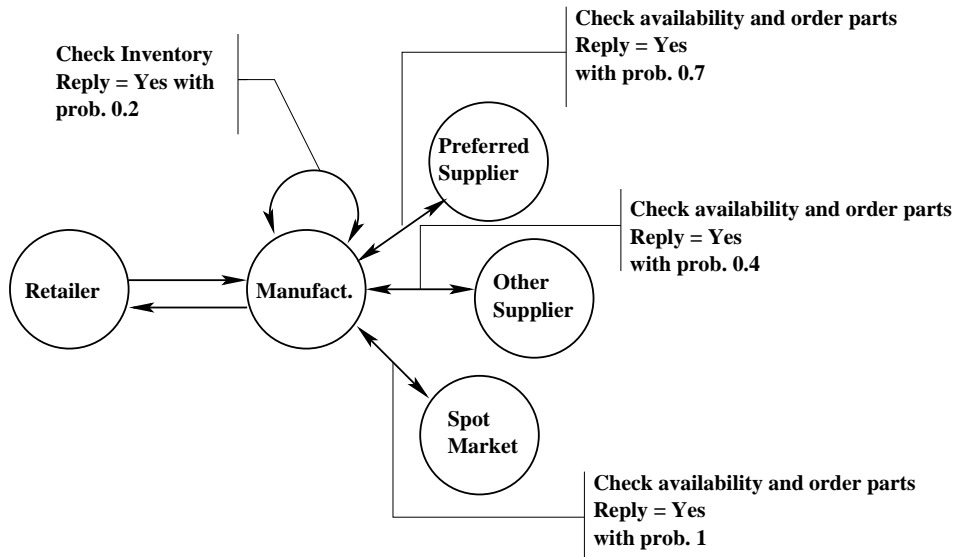 Check availability and order parts
Reply = Yes
with prob. 0.7
Check Inventory
Reply = Yes with
prob. 0.2
Preferred
Supplier
Check availability and order parts
Reply = Yes
with prob. 0.4
Retailer
Manufact.
Other
Supplier
Spot
Market
Check availability and order parts
Reply = Yes
with prob. 1